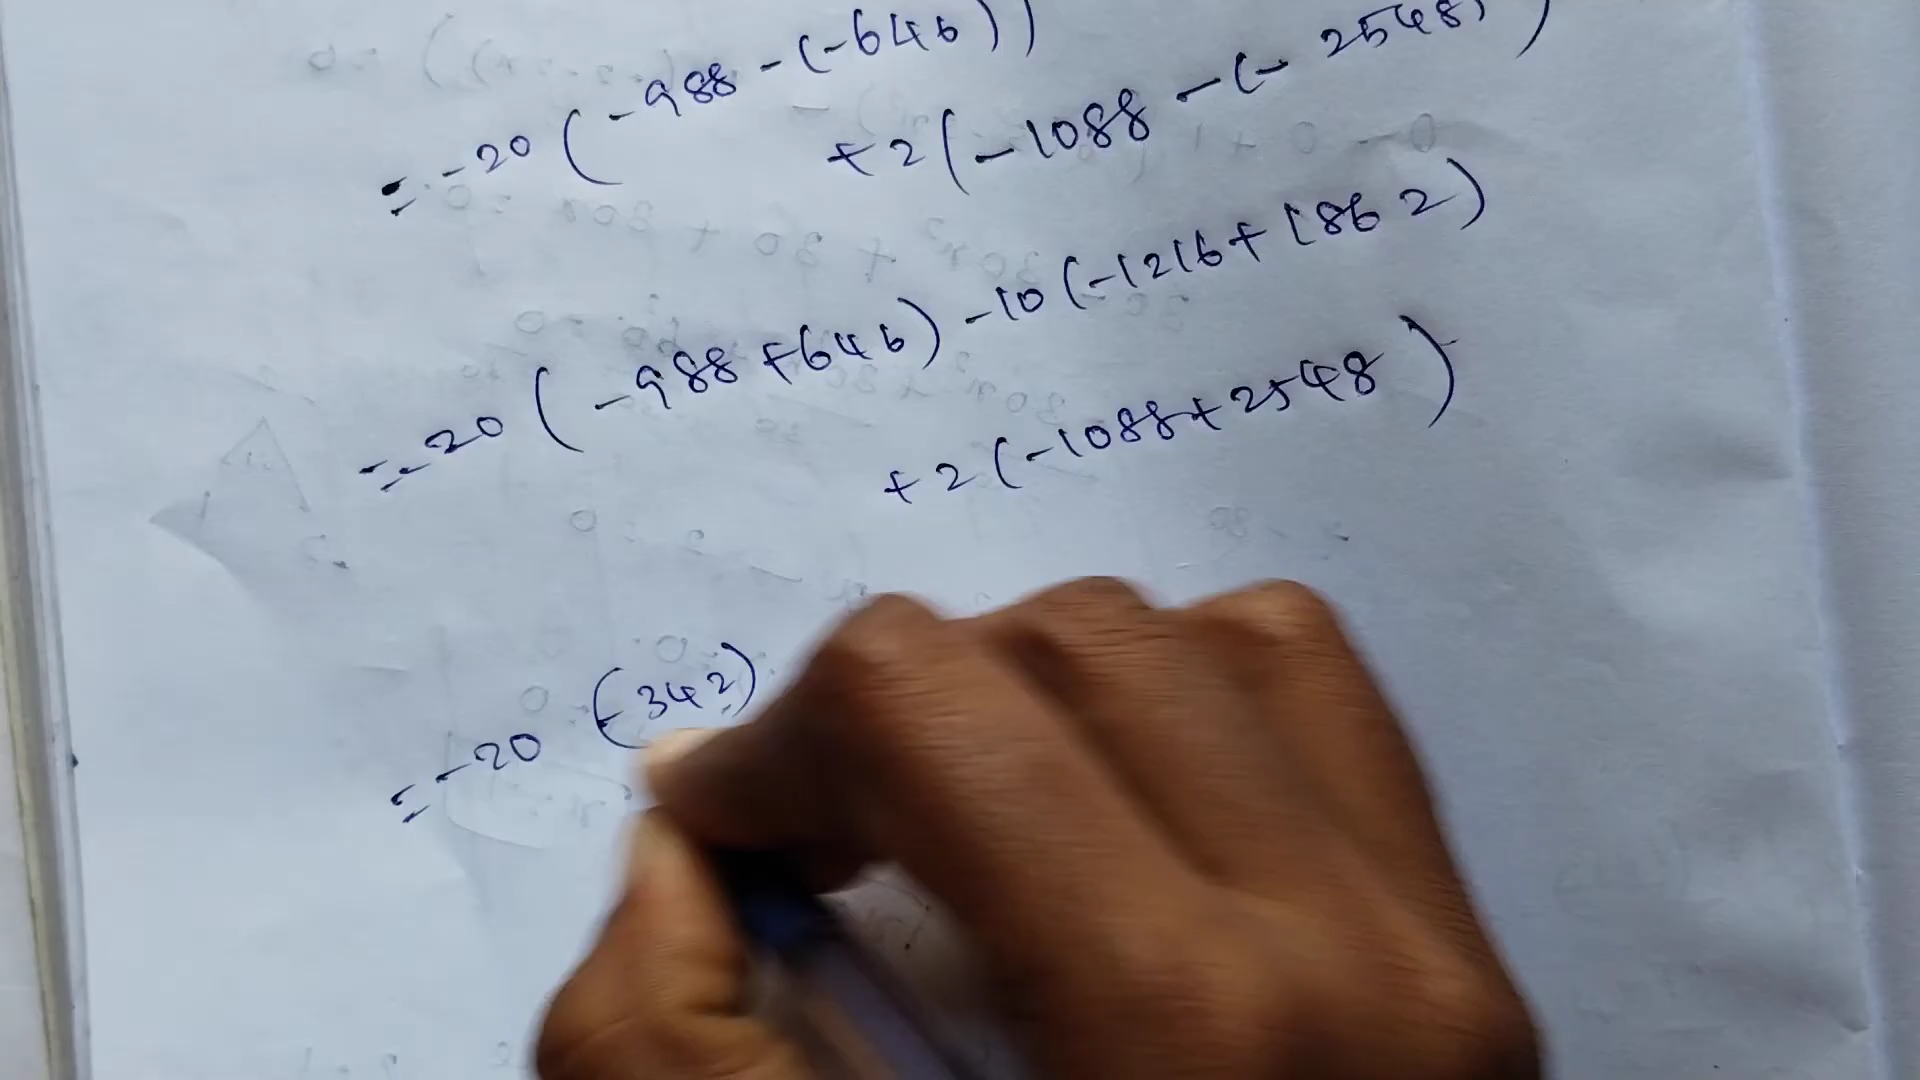 = -20 (-988 - (-646))
+2 (-1088 - (-2548))
= -20 (-988 + 646) -10 (-1216 + 1862)
+2 (-1088 + 2548)
= -20 (-342)